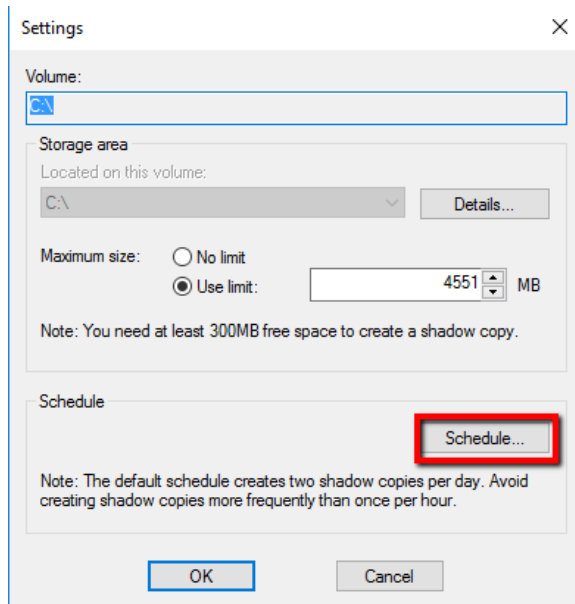 Settings
Volume:
C:\
Storage area
Located on this volume:
C:\
Details...
Maximum size:
No limit
Use limit:
4551
MB
Note: You need at least 300MB free space to create a shadow copy.
Schedule
Schedule...
Note: The default schedule creates two shadow copies per day. Avoid
creating shadow copies more frequently than once per hour.
OK
Cancel